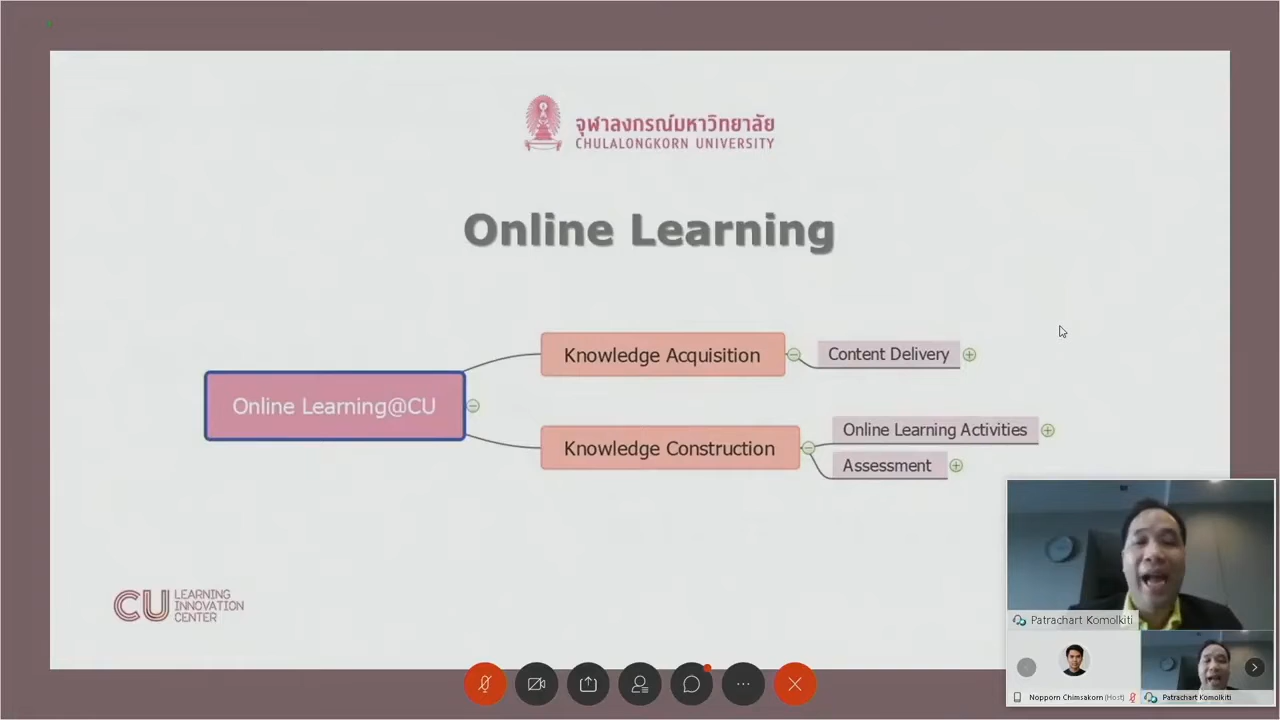 จุฬาลงกรณ์มหาวิทยาลัย
CHULALONGKORN UNIVERSITY
Online Learning
Knowledge Acquisition
Content Delivery
Online Learning@CU
Online Learning Activities
Knowledge Construction
Assessment
CU LEARNING
INNOVATION
CENTER
Patrachart Komolkiti
Nopporn Chimsakorn (Host)
Patrachart Komolkiti